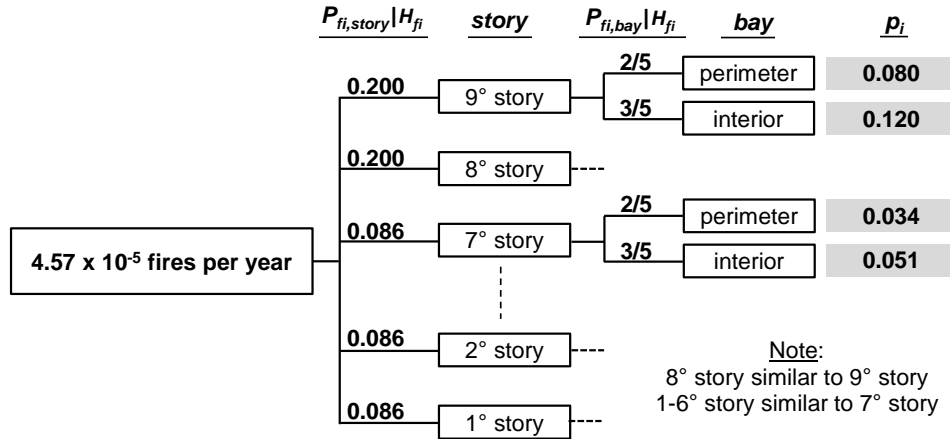 P_fi,story|H_fi story P_fi,bay|H_fi bay p_i
0.200 9° story 2/5 perimeter 0.080
3/5 interior 0.120
0.200 8° story
0.086 7° story 2/5 perimeter 0.034
3/5 interior 0.051
4.57 x 10⁻⁵ fires per year
0.086 2° story
0.086 1° story
Note:
8° story similar to 9° story
1-6° story similar to 7° story